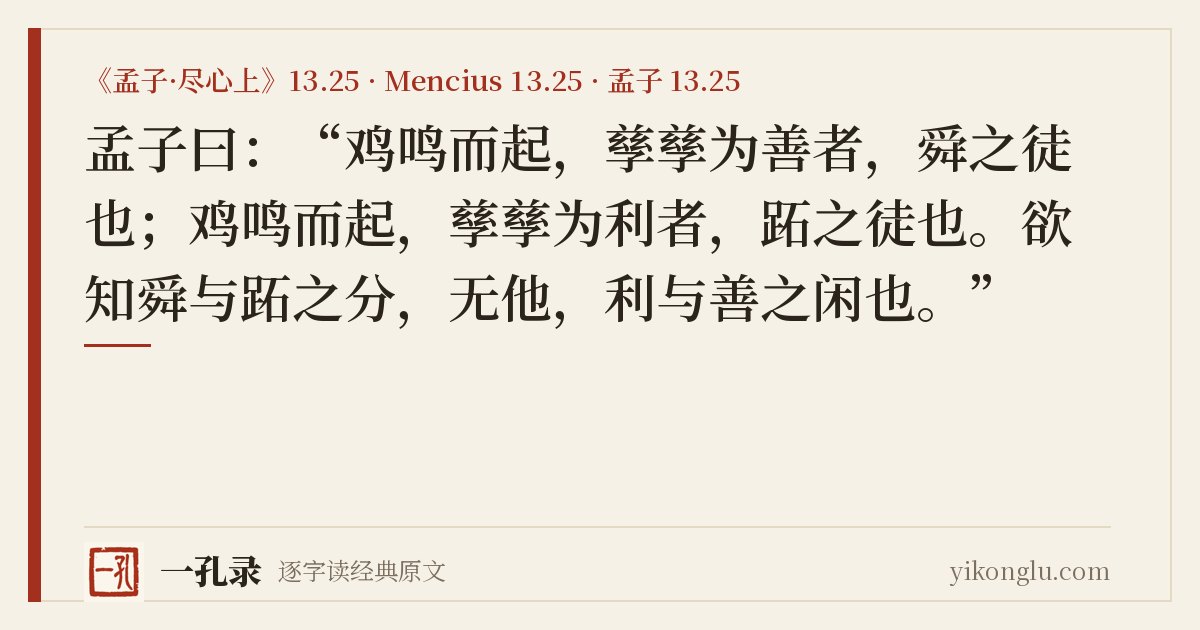 《孟子·尽心上》13.25 · Mencius 13.25 · 孟子 13.25
孟子曰：“鸡鸣而起，孳孳为善者，舜之徒
也；鸡鸣而起，孳孳为利者，跖之徒也。欲
知舜与跖之分，无他，利与善之闲也。”
一孔
一孔录 逐字读经典原文
yikonglu.com